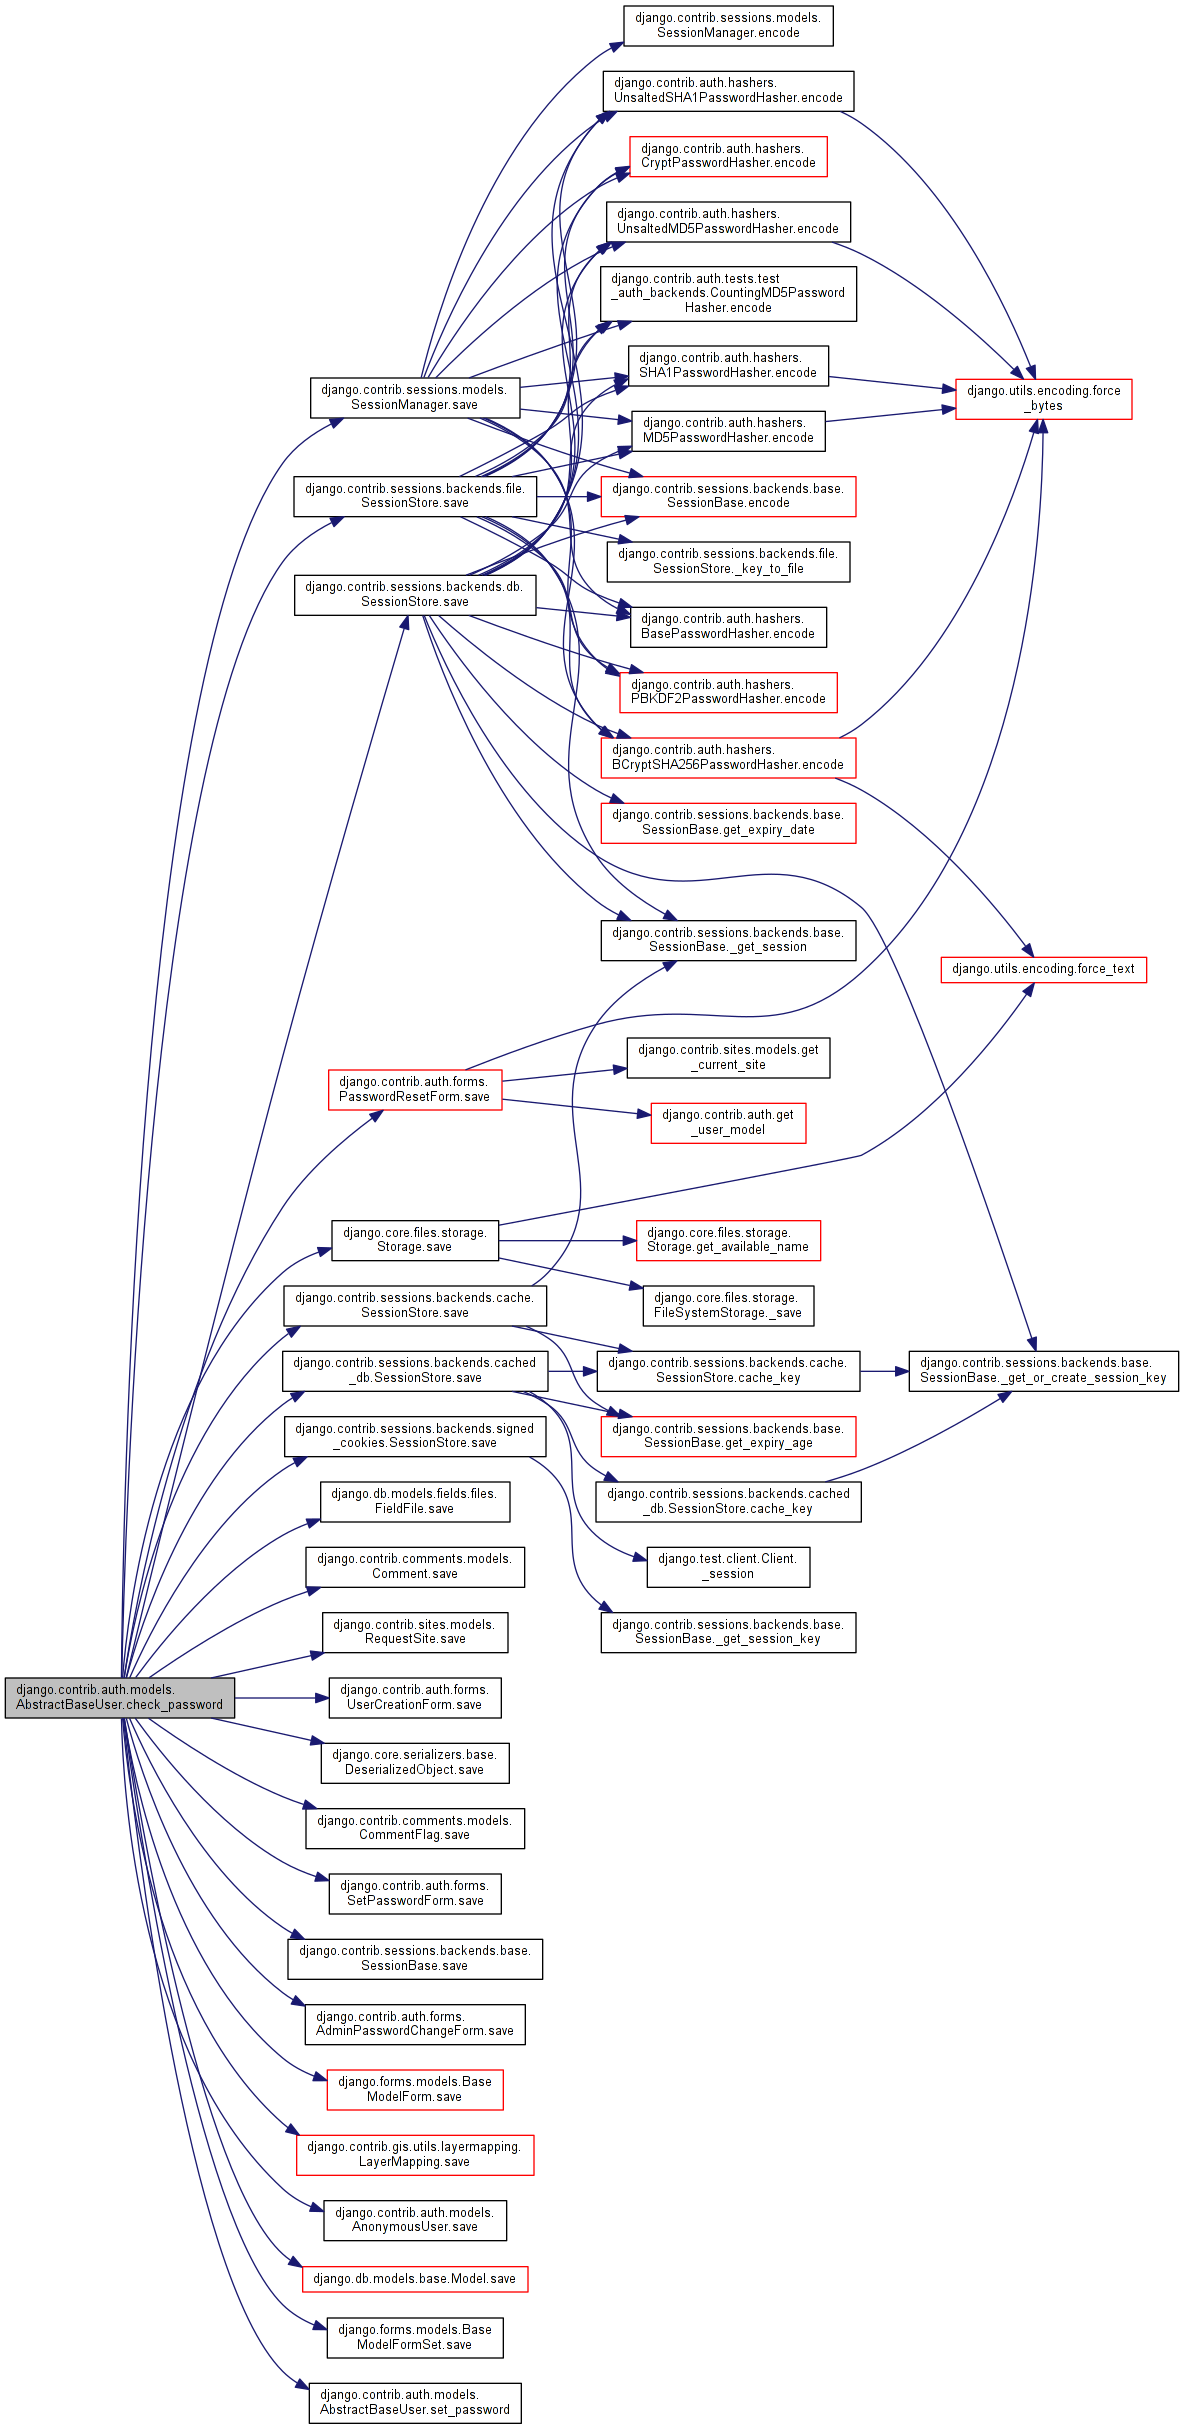 django.contrib.sessions.models.
SessionManager.encode
django.contrib.auth.hashers.
UnsaltedSHA1PasswordHasher.encode
django.contrib.auth.hashers.
CryptPasswordHasher.encode
django.contrib.auth.hashers.
UnsaltedMD5PasswordHasher.encode
django.contrib.auth.tests.test
_auth_backends.CountingMD5Password
Hasher.encode
django.contrib.auth.hashers.
SHA1PasswordHasher.encode
django.utils.encoding.force
_bytes
django.contrib.sessions.models.
SessionManager.save
django.contrib.auth.hashers.
MD5PasswordHasher.encode
django.contrib.sessions.backends.file.
SessionStore.save
django.contrib.sessions.backends.base.
SessionBase.encode
django.contrib.sessions.backends.file.
SessionStore._key_to_file
django.contrib.sessions.backends.db.
SessionStore.save
django.contrib.auth.hashers.
BasePasswordHasher.encode
django.contrib.auth.hashers.
PBKDF2PasswordHasher.encode
django.contrib.auth.hashers.
BCryptSHA256PasswordHasher.encode
django.contrib.sessions.backends.base.
SessionBase.get_expiry_date
django.contrib.sessions.backends.base.
SessionBase._get_session
django.utils.encoding.force_text
django.contrib.sites.models.get
_current_site
django.contrib.auth.forms.
PasswordResetForm.save
django.contrib.auth.get
_user_model
django.core.files.storage.
Storage.save
django.core.files.storage.
Storage.get_available_name
django.core.files.storage.
FileSystemStorage._save
django.contrib.sessions.backends.cache.
SessionStore.save
django.contrib.sessions.backends.cached
_db.SessionStore.save
django.contrib.sessions.backends.cache.
SessionStore.cache_key
django.contrib.sessions.backends.base.
SessionBase._get_or_create_session_key
django.contrib.sessions.backends.signed
_cookies.SessionStore.save
django.contrib.sessions.backends.base.
SessionBase.get_expiry_age
django.db.models.fields.files.
FieldFile.save
django.contrib.sessions.backends.cached
_db.SessionStore.cache_key
django.contrib.comments.models.
Comment.save
django.test.client.Client.
_session
django.contrib.sites.models.
RequestSite.save
django.contrib.sessions.backends.base.
SessionBase._get_session_key
django.contrib.auth.models.
AbstractBaseUser.check_password
django.contrib.auth.forms.
UserCreationForm.save
django.core.serializers.base.
DeserializedObject.save
django.contrib.comments.models.
CommentFlag.save
django.contrib.auth.forms.
SetPasswordForm.save
django.contrib.sessions.backends.base.
SessionBase.save
django.contrib.auth.forms.
AdminPasswordChangeForm.save
django.forms.models.Base
ModelForm.save
django.contrib.gis.utils.layermapping.
LayerMapping.save
django.contrib.auth.models.
AnonymousUser.save
django.db.models.base.Model.save
django.forms.models.Base
ModelFormSet.save
django.contrib.auth.models.
AbstractBaseUser.set_password